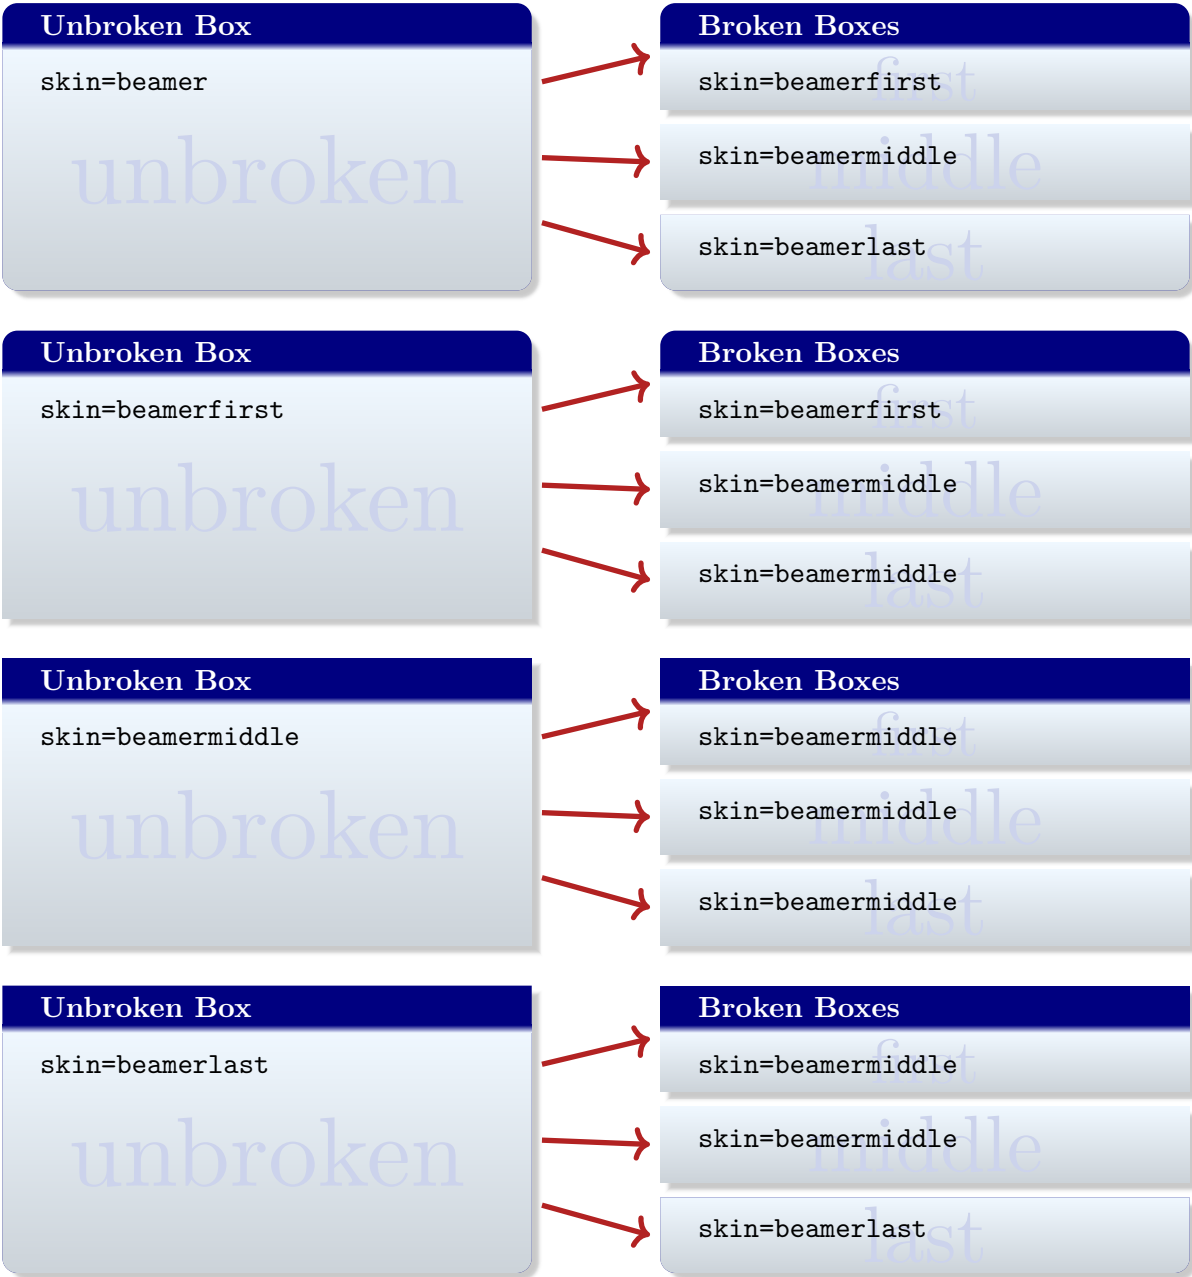 Unbroken Box
skin=beamer
unbroken
Broken Boxes
skin=beamerfirst
first
skin=beamermiddle
middle
skin=beamerlast
last
Unbroken Box
skin=beamerfirst
unbroken
Broken Boxes
skin=beamerfirst
first
skin=beamermiddle
middle
skin=beamermiddle
last
Unbroken Box
skin=beamermiddle
unbroken
Broken Boxes
skin=beamermiddle
first
skin=beamermiddle
middle
skin=beamermiddle
last
Unbroken Box
skin=beamerlast
unbroken
Broken Boxes
skin=beamermiddle
first
skin=beamermiddle
middle
skin=beamerlast
last